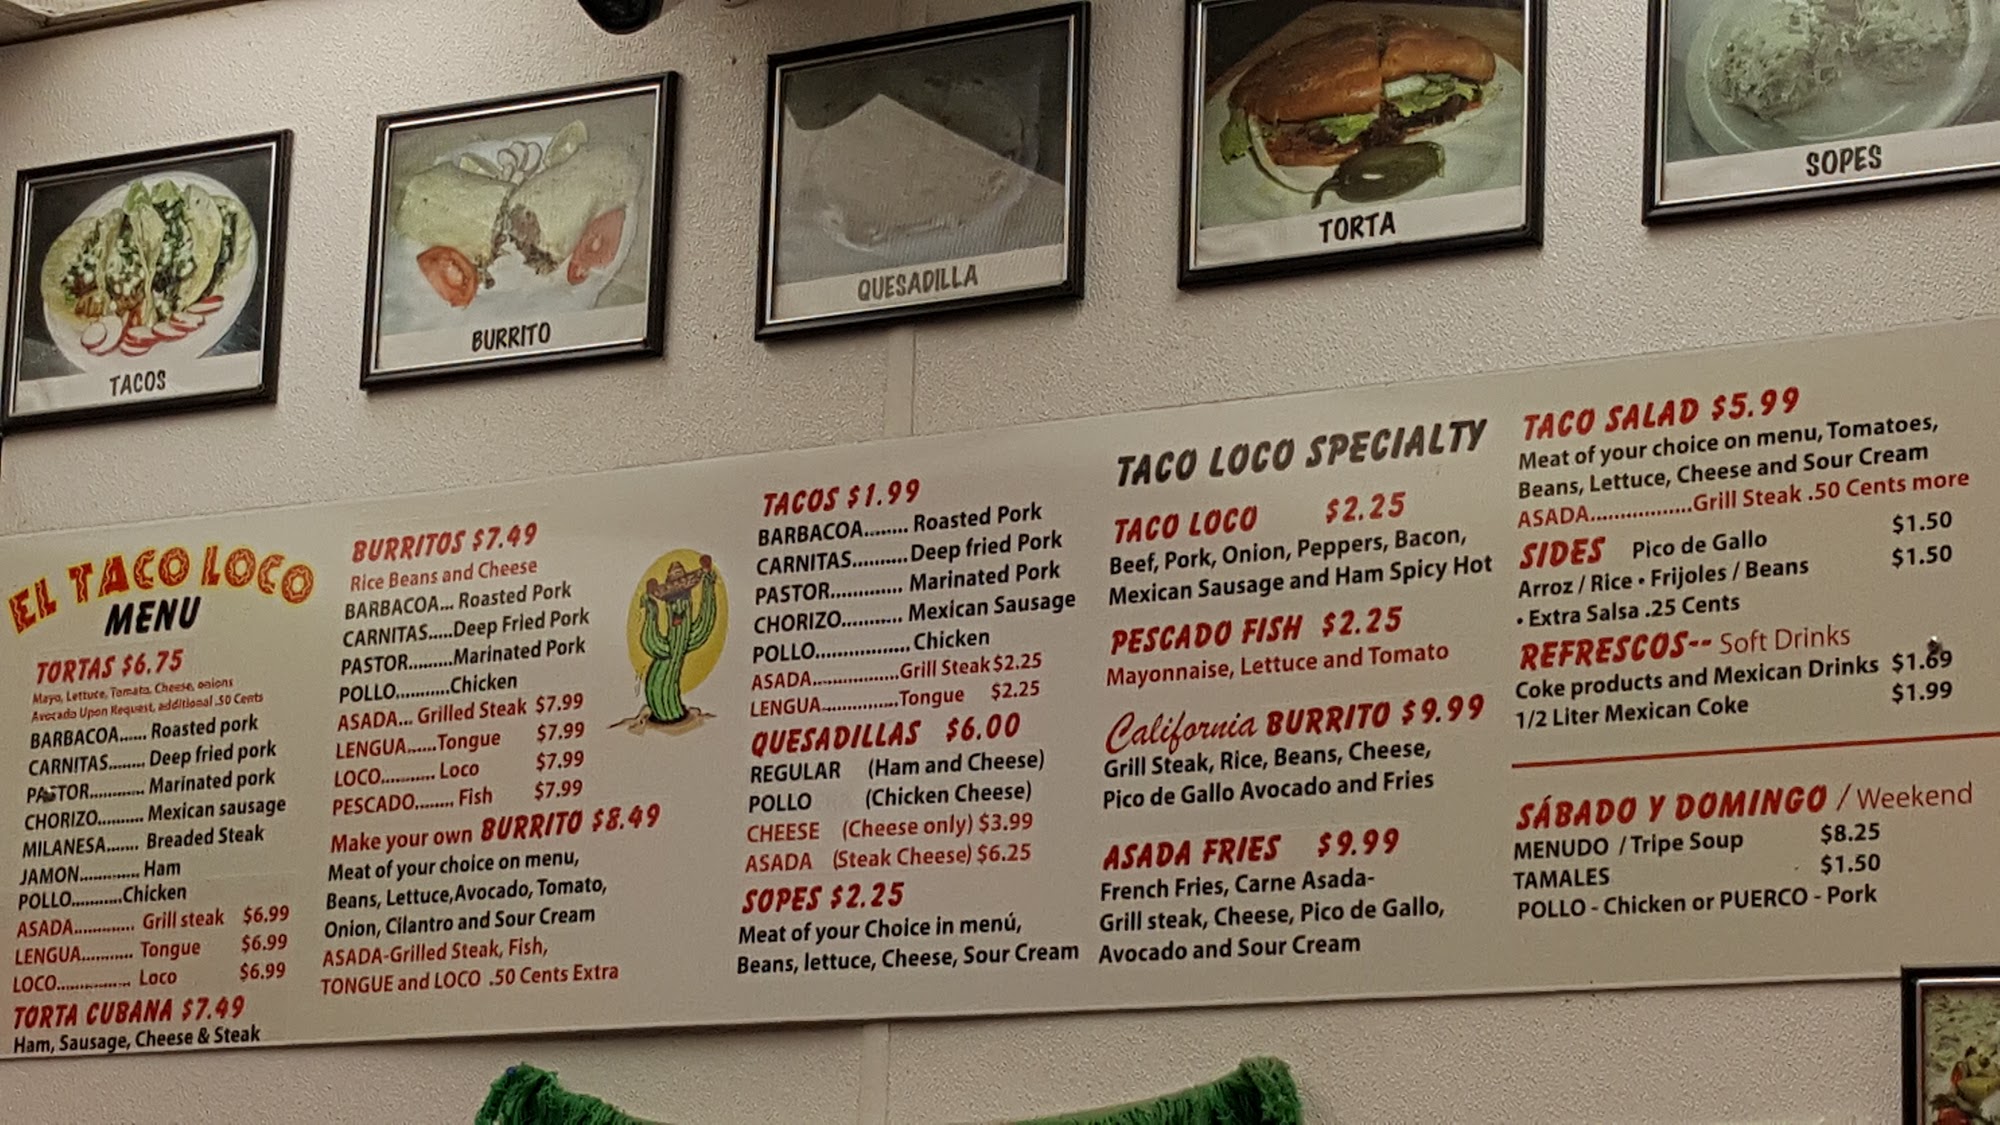 TACOS
BURRITO
QUESADILLA
TORTA
SOPES
EL TACO LOCO
MENU
TORTAS $6.75
Mayo, Lettuce, Tomato, Cheese, onions
Avocado Upon Request, additional .50 Cents
BARBACOA...... Roasted pork
CARNITAS........ Deep fried pork
PASTOR............ Marinated pork
CHORIZO.......... Mexican sausage
MILANESA....... Breaded Steak
JAMON............. Ham
POLLO...........Chicken
ASADA............. Grill steak $6.99
LENGUA........... Tongue $6.99
LOCO................ Loco $6.99
TORTA CUBANA $7.49
Ham, Sausage, Cheese & Steak
BURRITOS $7.49
Rice Beans and Cheese
BARBACOA... Roasted Pork
CARNITAS.....Deep Fried Pork
PASTOR.........Marinated Pork
POLLO...........Chicken
ASADA... Grilled Steak $7.99
LENGUA......Tongue $7.99
LOCO............ Loco $7.99
PESCADO........ Fish $7.99
Make your own BURRITO $8.49
Meat of your choice on menu,
Beans, Lettuce,Avocado, Tomato,
Onion, Cilantro and Sour Cream
ASADA-Grilled Steak, Fish,
TONGUE and LOCO .50 Cents Extra
TACOS $1.99
BARBACOA........ Roasted Pork
CARNITAS..........Deep fried Pork
PASTOR............. Marinated Pork
CHORIZO........... Mexican Sausage
POLLO................. Chicken
ASADA.................Grill Steak $2.25
LENGUA...............Tongue $2.25
QUESADILLAS $6.00
REGULAR (Ham and Cheese)
POLLO (Chicken Cheese)
CHEESE (Cheese only) $3.99
ASADA (Steak Cheese) $6.25
SOPES $2.25
Meat of your Choice in menú,
Beans, lettuce, Cheese, Sour Cream
TACO LOCO SPECIALTY
TACO LOCO $2.25
Beef, Pork, Onion, Peppers, Bacon,
Mexican Sausage and Ham Spicy Hot
PESCADO FISH $2.25
Mayonnaise, Lettuce and Tomato
California BURRITO $9.99
Grill Steak, Rice, Beans, Cheese,
Pico de Gallo Avocado and Fries
ASADA FRIES $9.99
French Fries, Carne Asada-
Grill steak, Cheese, Pico de Gallo,
Avocado and Sour Cream
TACO SALAD $5.99
Meat of your choice on menu, Tomatoes,
Beans, Lettuce, Cheese and Sour Cream
ASADA.................Grill Steak .50 Cents more
SIDES Pico de Gallo $1.50
Arroz / Rice • Frijoles / Beans $1.50
• Extra Salsa .25 Cents
REFRESCOS-- Soft Drinks
Coke products and Mexican Drinks $1.69
1/2 Liter Mexican Coke $1.99
SÁBADO Y DOMINGO / Weekend
MENUDO / Tripe Soup $8.25
TAMALES $1.50
POLLO - Chicken or PUERCO - Pork